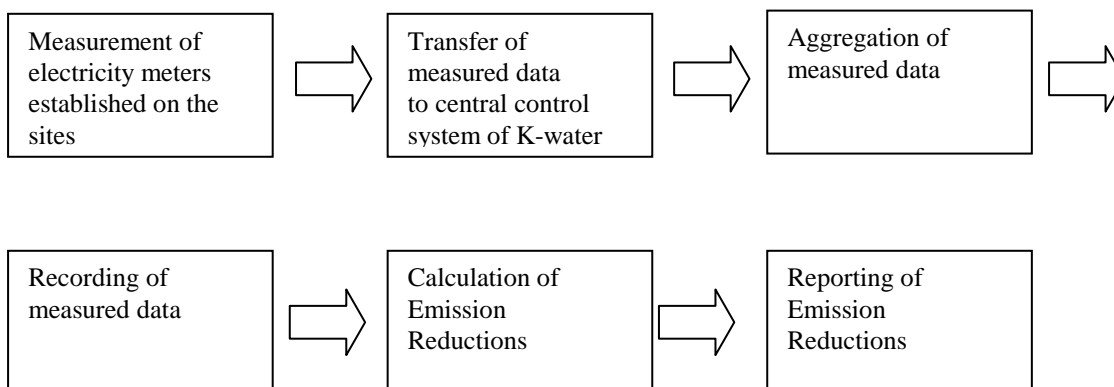 Measurement of
electricity meters
established on the
sites
Transfer of
measured data
to central control
system of K-water
Aggregation of
measured data
Recording of
measured data
Calculation of
Emission
Reductions
Reporting of
Emission
Reductions